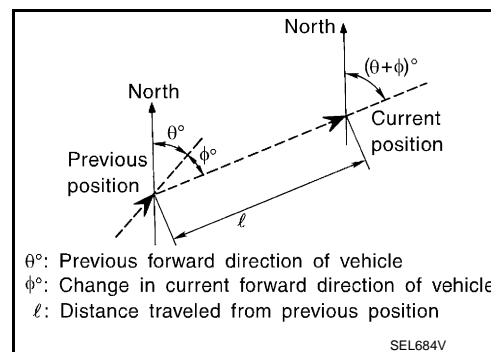 North
(θ+ϕ)°
North
θ°
ϕ°
Current
position
Previous
position
ℓ
θ°: Previous forward direction of vehicle
ϕ°: Change in current forward direction of vehicle
ℓ: Distance traveled from previous position
SEL684V